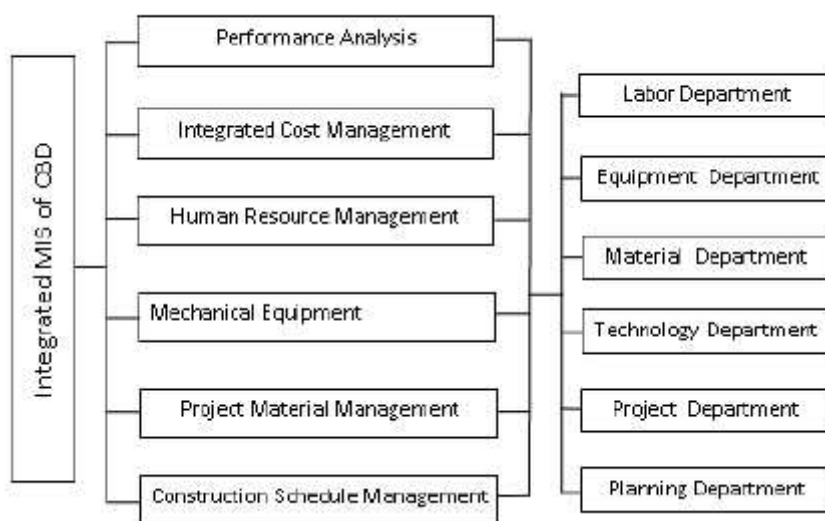 Integrated MIS of CBD
Performance Analysis
Integrated Cost Management
Human Resource Management
Mechanical Equipment
Project Material Management
Construction Schedule Management
Labor Department
Equipment Department
Material Department
Technology Department
Project Department
Planning Department